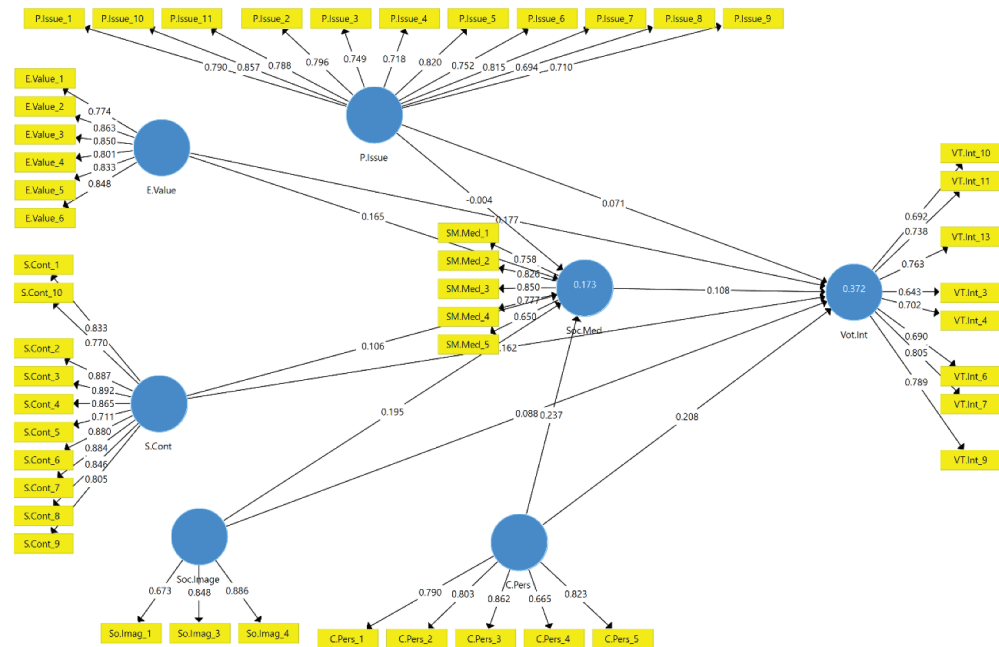 P.Issue_1 P.Issue_10 P.Issue_11 P.Issue_2 P.Issue_3 P.Issue_4 P.Issue_5 P.Issue_6 P.Issue_7 P.Issue_8 P.Issue_9
0.790 0.857 0.788 0.796 0.749 0.718 0.820 0.752 0.815 0.694 0.710
P.Issue
E.Value_1
E.Value_2
E.Value_3
E.Value_4
E.Value_5
E.Value_6
0.774
0.863
0.850
0.801
0.833
0.848
E.Value
-0.004
0.071
0.177
0.165
SM.Med_1
SM.Med_2
SM.Med_3
SM.Med_4
SM.Med_5
0.758
0.826
0.850
0.777
0.650
0.173
Soc.Med
0.108
0.372
Vot.Int
VT.Int_10
VT.Int_11
VT.Int_13
VT.Int_3
VT.Int_4
VT.Int_6
VT.Int_7
VT.Int_9
0.692
0.738
0.763
0.643
0.702
0.690
0.805
0.789
S.Cont_1
S.Cont_10
S.Cont_2
S.Cont_3
S.Cont_4
S.Cont_5
S.Cont_6
S.Cont_7
S.Cont_8
S.Cont_9
0.833
0.770
0.887
0.892
0.865
0.711
0.880
0.884
0.846
0.805
S.Cont
0.106
0.162
0.195
0.088
0.237
0.208
Soc.Image
0.673 0.848 0.886
So.Imag_1 So.Imag_3 So.Imag_4
C.Pers
0.790 0.803 0.862 0.665 0.823
C.Pers_1 C.Pers_2 C.Pers_3 C.Pers_4 C.Pers_5